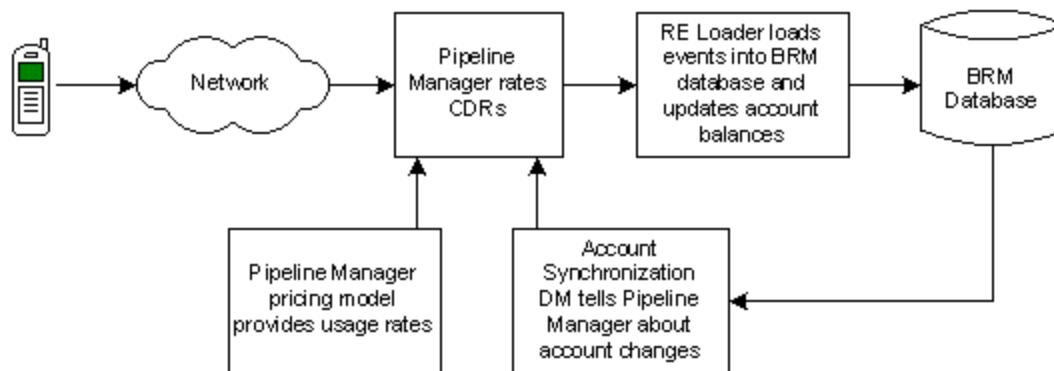 Network
Pipeline
Manager rates
CDRs
RE Loader loads
events into BRM
database and
updates account
balances
BRM
Database
Pipeline Manager
pricing model
provides usage rates
Account
Synchronization
DM tells Pipeline
Manager about
account changes